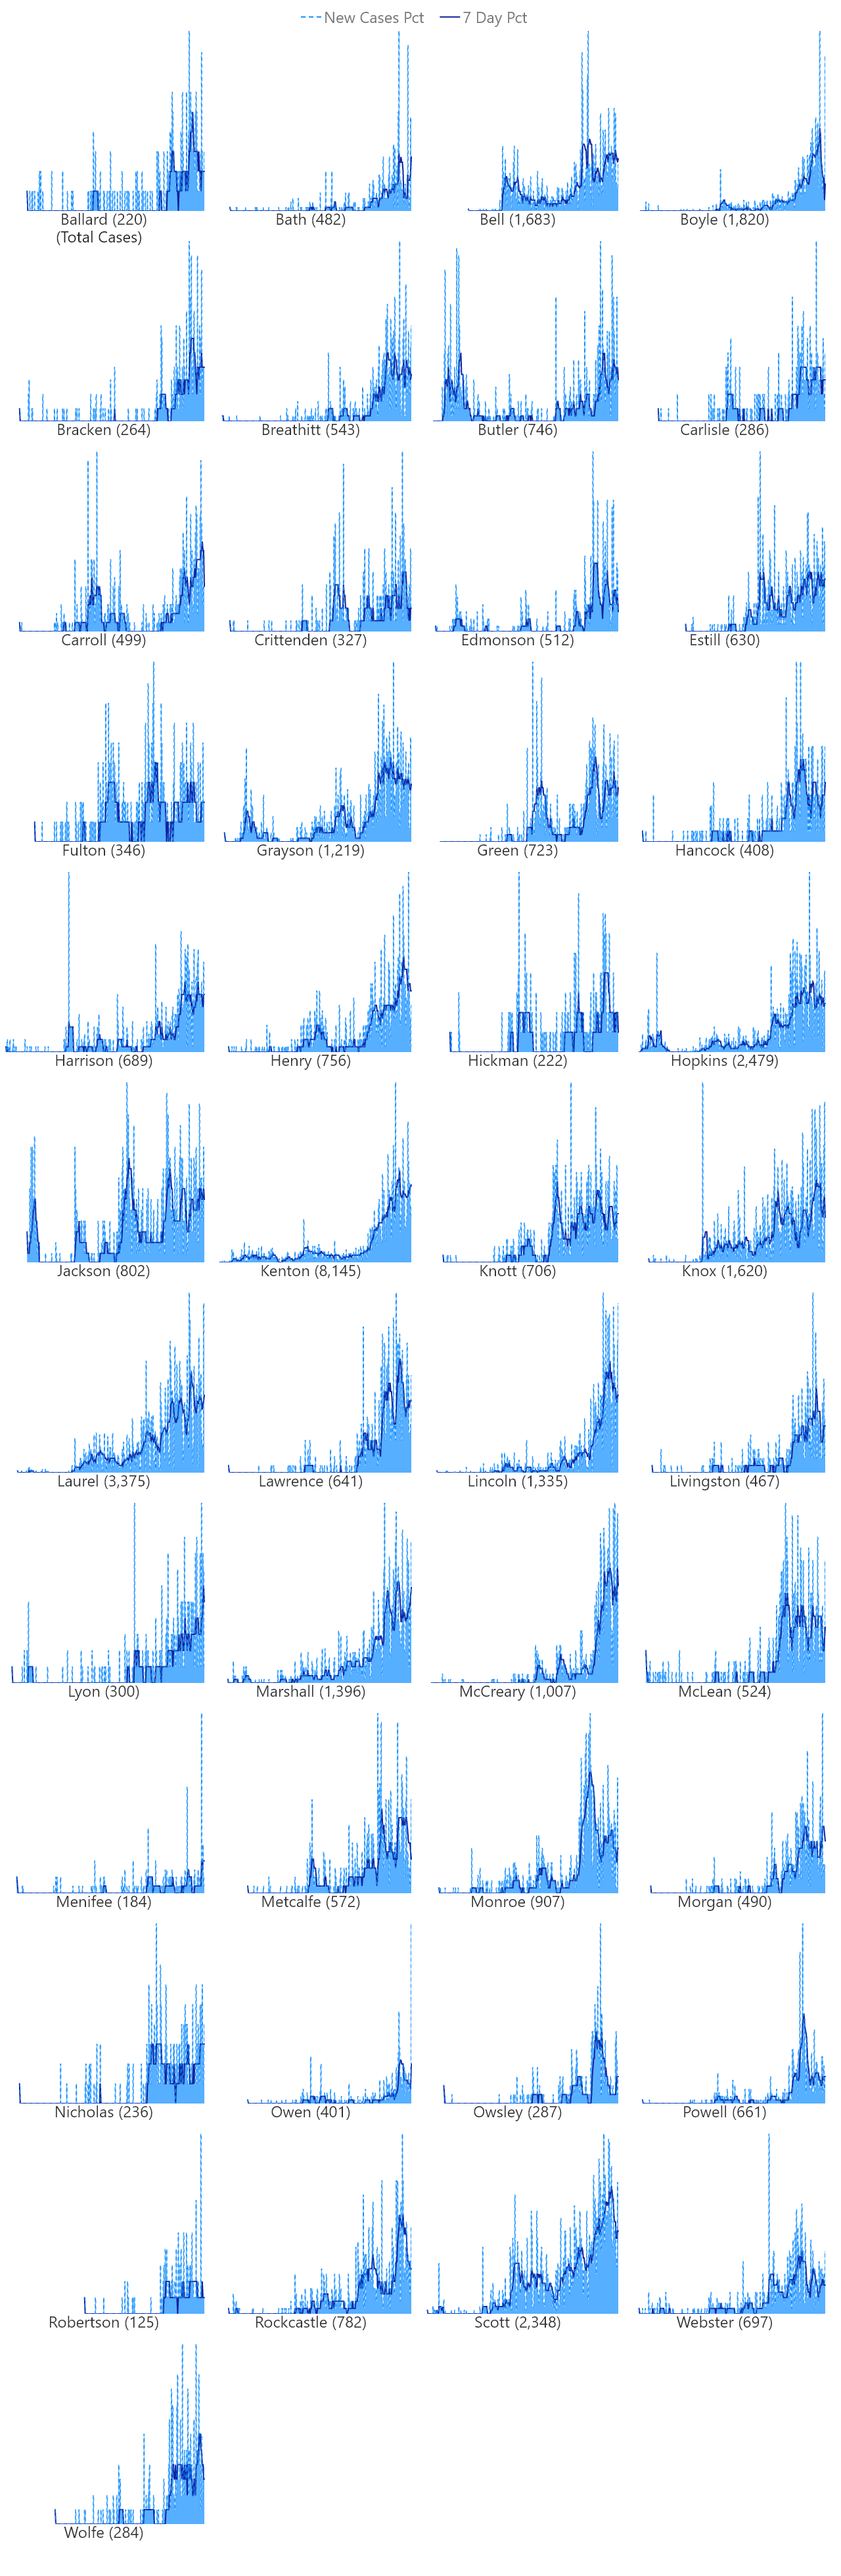 New Cases Pct 7 Day Pct
Ballard (220) Bath (482) Bell (1,683) Boyle (1,820)
(Total Cases)
Bracken (264) Breathitt (543) Butler (746) Carlisle (286)
Carroll (499) Crittenden (327) Edmonson (512) Estill (630)
Fulton (346) Grayson (1,219) Green (723) Hancock (408)
Harrison (689) Henry (756) Hickman (222) Hopkins (2,479)
Jackson (802) Kenton (8,145) Knott (706) Knox (1,620)
Laurel (3,375) Lawrence (641) Lincoln (1,335) Livingston (467)
Lyon (300) Marshall (1,396) McCreary (1,007) McLean (524)
Menifee (184) Metcalfe (572) Monroe (907) Morgan (490)
Nicholas (236) Owen (401) Owsley (287) Powell (661)
Robertson (125) Rockcastle (782) Scott (2,348) Webster (697)
Wolfe (284)